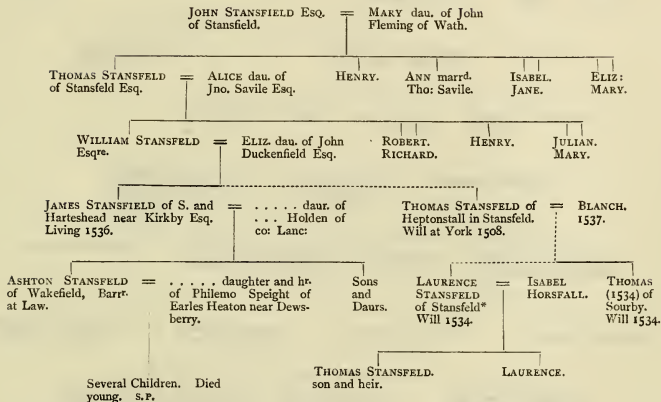 JOHN STANSFIELD ESQ. = MARY dau. of John
of Stansfield. Fleming of Wath.
THOMAS STANSFELD = ALICE dau. of HENRY. ANN marrd. ISABEL. ELIZ:
of Stansfeld Esq. Jno. Savile Esq. Tho: Savile. JANE. MARY.
WILLIAM STANSFELD = ELIZ. dau. of John ROBERT. HENRY. JULIAN.
Esqre. Duckenfield Esq. RICHARD. MARY.
JAMES STANSFIELD of S. and = . . . . . daur. of THOMAS STANSFELD of = BLANCH.
Harteshead near Kirkby Esq. . . . Holden of Heptonstall in Stansfeld. 1537.
Living 1536. co: Lanc: Will at York 1508.
ASHTON STANSFELD = . . . . . daughter and hr. Sons LAURENCE = ISABEL THOMAS
of Wakefield, Barrr. of Philemo Speight of and STANSFELD HORSFALL. (1534) of
at Law. Earles Heaton near Dews- Daurs. of Stansfeld* Sourby.
berry. Will 1534. Will 1534.
THOMAS STANSFELD. LAURENCE.
son and heir.
Several Children. Died
young. S.P.